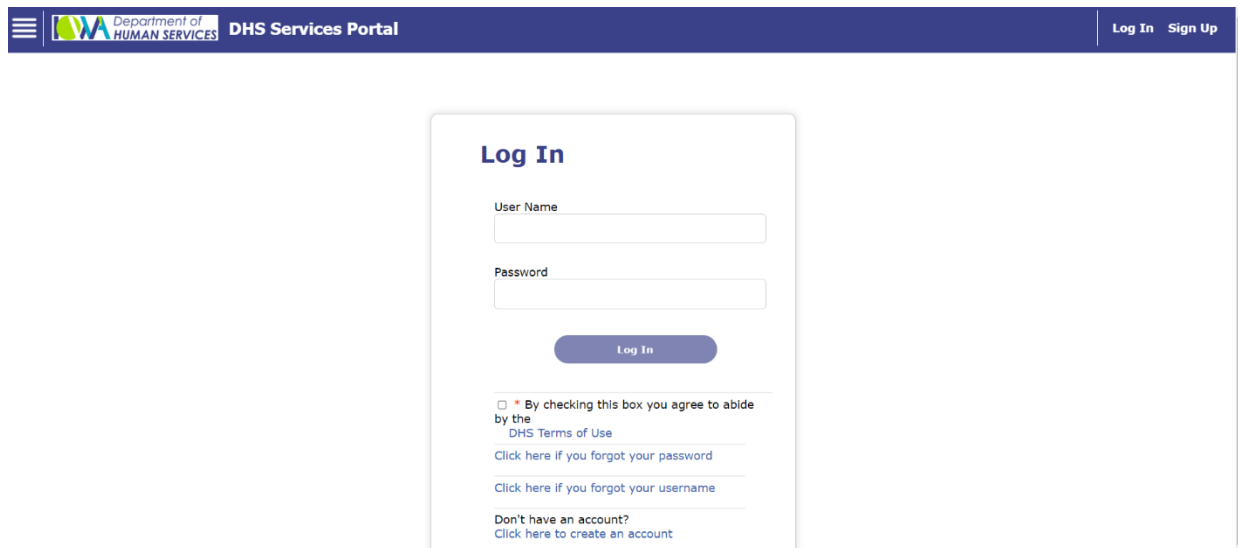 IOWA Department of HUMAN SERVICES DHS Services Portal Log In Sign Up
Log In
User Name
Password
Log In
* By checking this box you agree to abide
by the
DHS Terms of Use
Click here if you forgot your password
Click here if you forgot your username
Don't have an account?
Click here to create an account